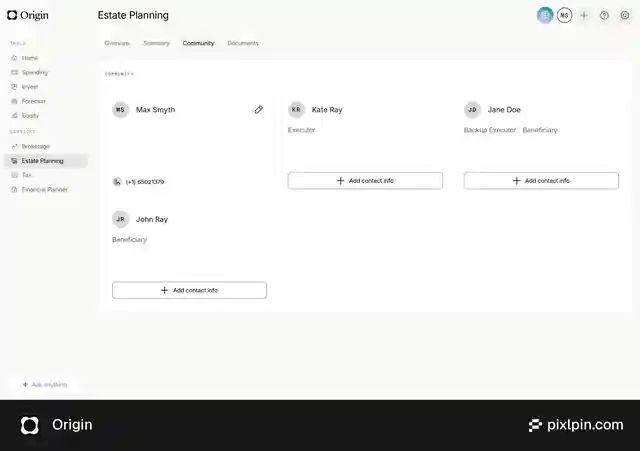 Origin
Estate Planning
MS
Overview
Summary
Community
Documents
TOOLS
Home
Spending
Invest
Forecast
Equity
SERVICES
Brokerage
Estate Planning
Tax
Financial Planner
COMMUNITY
MS
Max Smyth
(+1) 65021379
KR
Kate Ray
Executor
Add contact info
JD
Jane Doe
Backup Executor
Beneficiary
Add contact info
JR
John Ray
Beneficiary
Add contact info
Ask anything
Origin
pixlpin.com